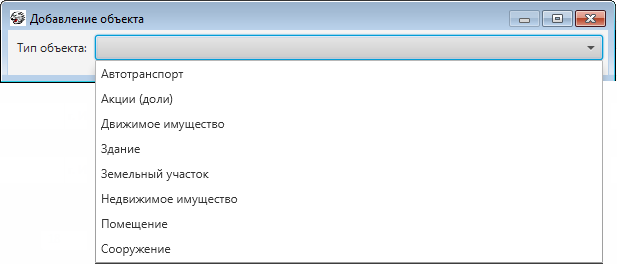 Добавление объекта
Тип объекта:
Автотранспорт
Акции (доли)
Движимое имущество
Здание
Земельный участок
Недвижимое имущество
Помещение
Сооружение